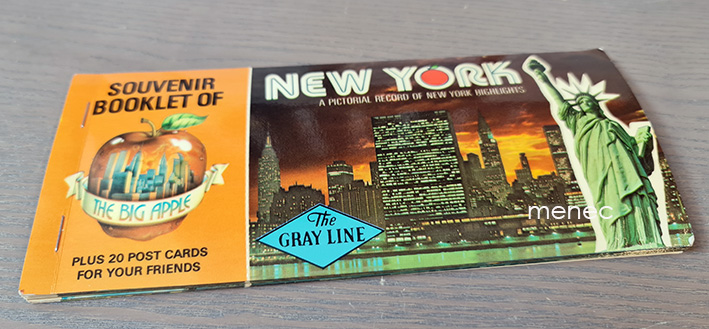 SOUVENIR
BOOKLET OF
THE BIG APPLE
PLUS 20 POST CARDS
FOR YOUR FRIENDS
NEW YORK
A PICTORIAL RECORD OF NEW YORK HIGHLIGHTS
The
GRAY LINE
menec